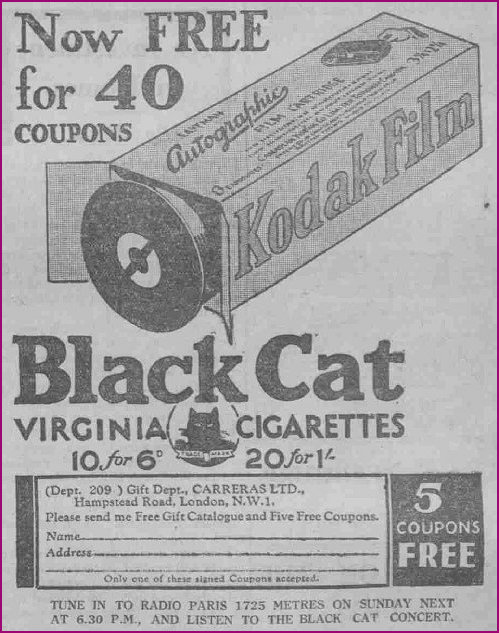 Now FREE
for 40
COUPONS
Autographic
FILM CARTRIDGE
Kodak Film
Black Cat
VIRGINIA CIGARETTES
TRADE MARK
10 for 6D 20 for 1/-
(Dept. 209 ) Gift Dept., CARRERAS LTD.,
Hampstead Road, London, N.W.1.
Please send me Free Gift Catalogue and Five Free Coupons.
Name
Address
Only one of these signed Coupons accepted.
5
COUPONS
FREE
TUNE IN TO RADIO PARIS 1725 METRES ON SUNDAY NEXT
AT 6.30 P.M., AND LISTEN TO THE BLACK CAT CONCERT.